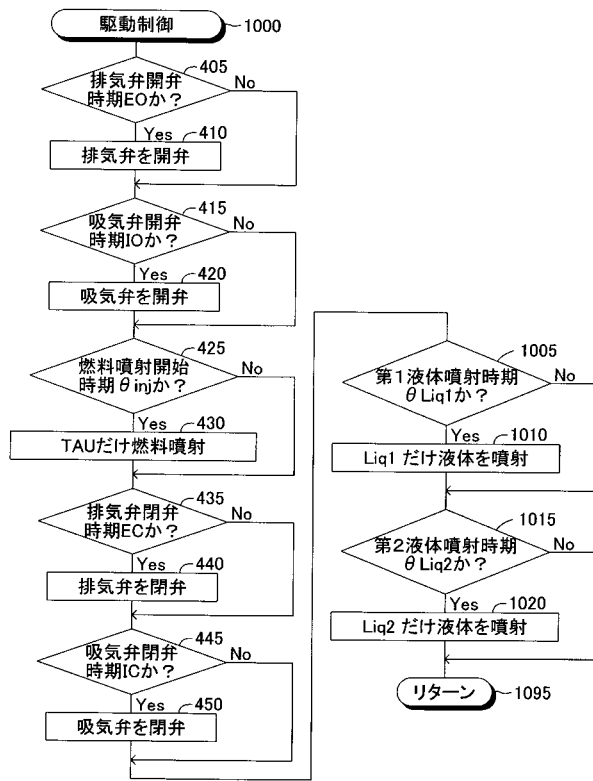 駆動制御
1000
排気弁開弁
時期EOか？
405
No
Yes
410
排気弁を開弁
吸気弁開弁
時期IOか？
415
No
Yes
420
吸気弁を開弁
燃料噴射開始
時期θinjか？
425
No
Yes
430
TAUだけ燃料噴射
排気弁閉弁
時期ECか？
435
No
Yes
440
排気弁を閉弁
吸気弁閉弁
時期ICか？
445
No
Yes
450
吸気弁を閉弁
第1液体噴射時期
θLiq1か？
1005
No
Yes
1010
Liq1 だけ液体を噴射
第2液体噴射時期
θLiq2か？
1015
No
Yes
1020
Liq2 だけ液体を噴射
リターン
1095